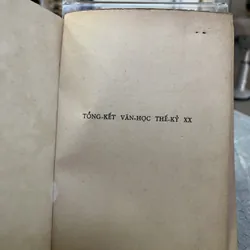 TỔNG-KẾT VĂN-HỌC THẾ-KỶ XX